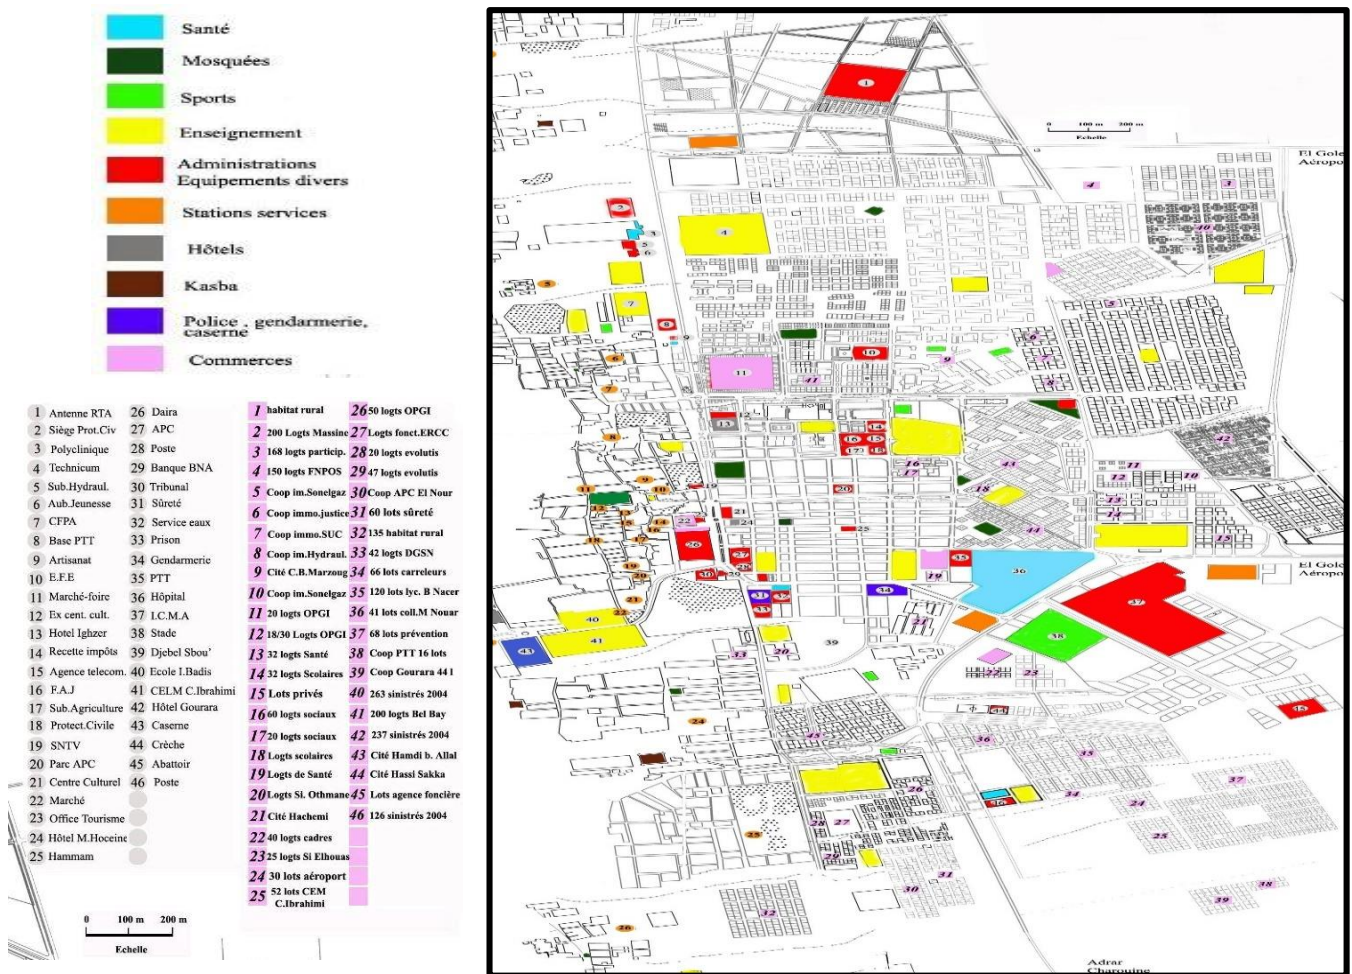 Santé
Mosquées
Sports
Enseignement
Administrations
Equipements divers
Stations services
Hôtels
Kasba
Police , gendarmerie,
caserne
Commerces
1 Antenne RTA
2 Siège Prot.Civ
3 Polyclinique
4 Technicum
5 Sub.Hydraul.
6 Aub.Jeunesse
7 CFPA
8 Base PTT
9 Artisanat
10 E.F.E
11 Marché-foire
12 Ex cent. cult.
13 Hotel Ighzer
14 Recette impôts
15 Agence telecom.
16 F.A.J
17 Sub.Agriculture
18 Protect.Civile
19 SNTV
20 Parc APC
21 Centre Culturel
22 Marché
23 Office Tourisme
24 Hôtel M.Hoceine
25 Hammam
26 Daira
27 APC
28 Poste
29 Banque BNA
30 Tribunal
31 Sûreté
32 Service eaux
33 Prison
34 Gendarmerie
35 PTT
36 Hôpital
37 I.C.M.A
38 Stade
39 Djebel Sbou'
40 Ecole I.Badis
41 CELM C.Ibrahimi
42 Hôtel Gourara
43 Caserne
44 Crèche
45 Abattoir
46 Poste
1 habitat rural
2 200 Logts Massine
3 168 logts particip.
4 150 logts FNPOS
5 Coop im.Sonelgaz
6 Coop immo.justice
7 Coop immo.SUC
8 Coop im.Hydraul.
9 Cité C.B.Marzoug
10 Coop im.Sonelgaz
11 20 logts OPGI
12 18/30 Logts OPGI
13 32 logts Santé
14 32 logts Scolaires
15 Lots privés
16 60 logts sociaux
17 20 logts sociaux
18 Logts scolaires
19 Logts de Santé
20 Logts Si. Othmane
21 Cité Hachemi
22 40 logts cadres
23 25 logts Si Elhouas
24 30 lots aéroport
25 52 lots CEM
C.Ibrahimi
26 50 logts OPGI
27 Logts fonct.ERCC
28 20 logts evolutis
29 47 logts evolutis
30 Coop APC El Nour
31 60 lots sûreté
32 135 habitat rural
33 42 logts DGSN
34 66 lots carreleurs
35 120 lots lyc. B Nacer
36 41 lots coll.M Nouar
37 68 lots prévention
38 Coop PTT 16 lots
39 Coop Gourara 44 l
40 263 sinistrés 2004
41 200 logts Bel Bay
42 237 sinistrés 2004
43 Cité Hamdi b. Allal
44 Cité Hassi Sakka
45 Lots agence foncière
46 126 sinistrés 2004
0 100 m 200 m
Echelle
0 100 m 200 m
Echelle
El Gole
Aéropo
El Gole
Aéropo
Adrar
Charouine